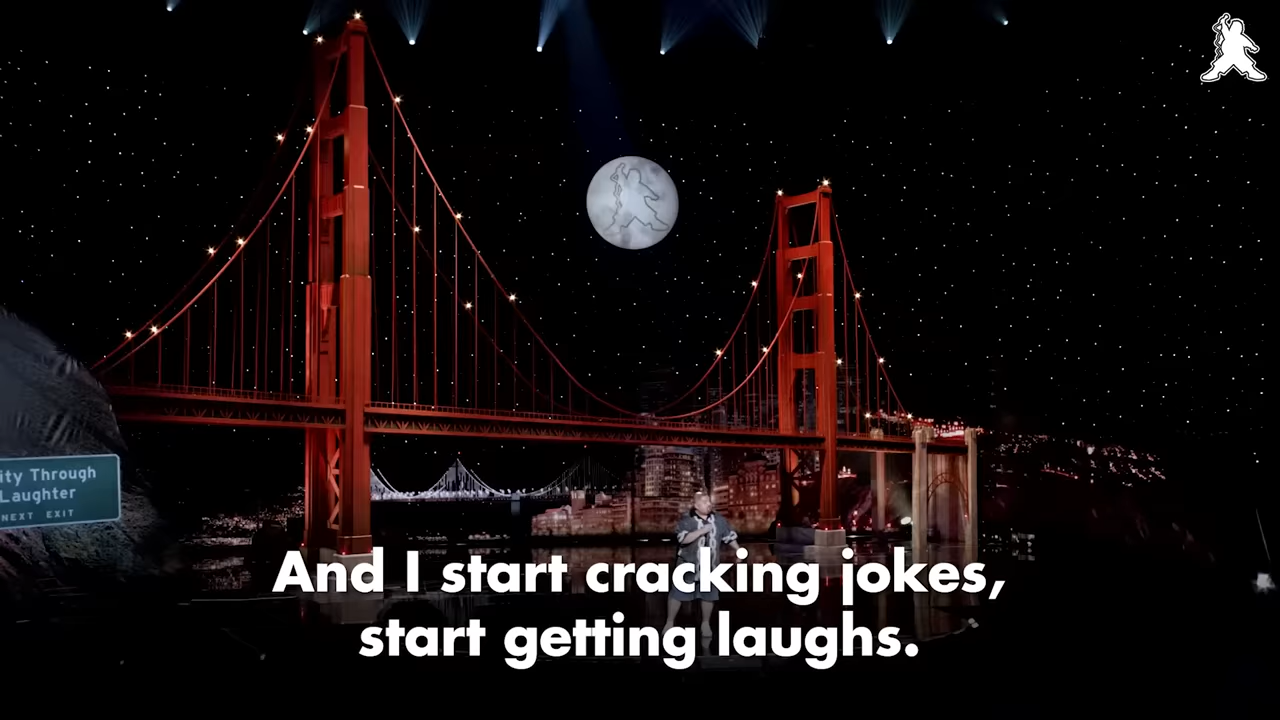 ity Through
Laughter
NEXT EXIT
And I start cracking jokes,
start getting laughs.